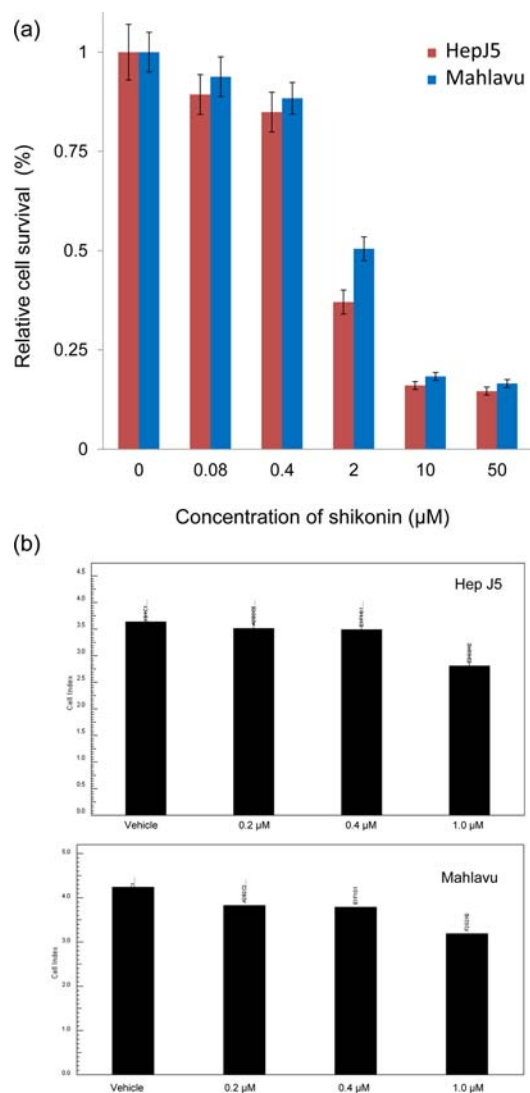 (a)
HepJ5
Mahlavu
1
0.75
0.5
0.25
0
Relative cell survival (%)
0 0.08 0.4 2 10 50
Concentration of shikonin (µM)
(b)
Hep J5
4.5
4.0
3.5
3.0
2.5
2.0
1.5
1.0
0.5
0.0
Cell Index
Vehicle 0.2 µM 0.4 µM 1.0 µM
Mahlavu
5.0
4.0
3.0
2.0
1.0
0.0
Cell Index
Vehicle 0.2 µM 0.4 µM 1.0 µM